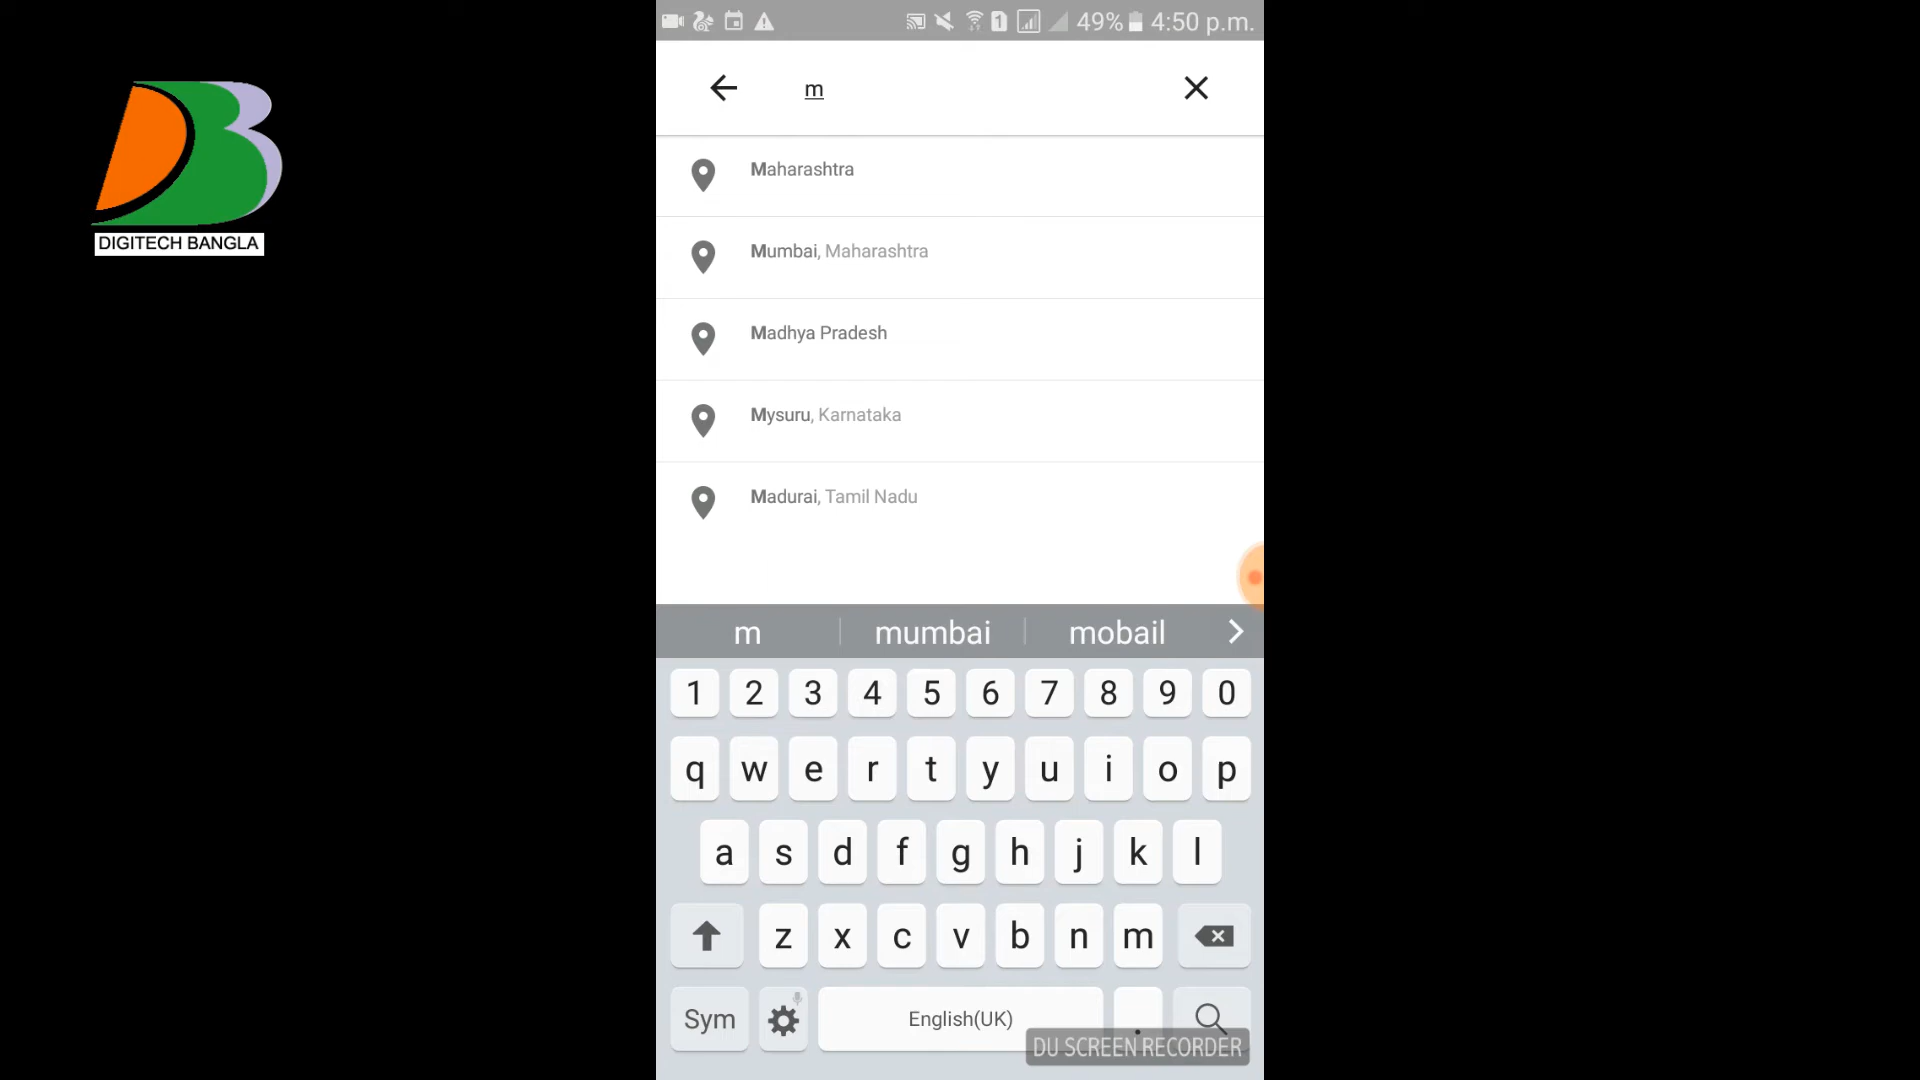 49% 4:50 p.m.
m
DIGITECH BANGLA
Maharashtra
Mumbai, Maharashtra
Madhya Pradesh
Mysuru, Karnataka
Madurai, Tamil Nadu
m mumbai mobail
1 2 3 4 5 6 7 8 9 0
q w e r t y u i o p
a s d f g h j k l
z x c v b n m
Sym English(UK) .
DU SCREEN RECORDER